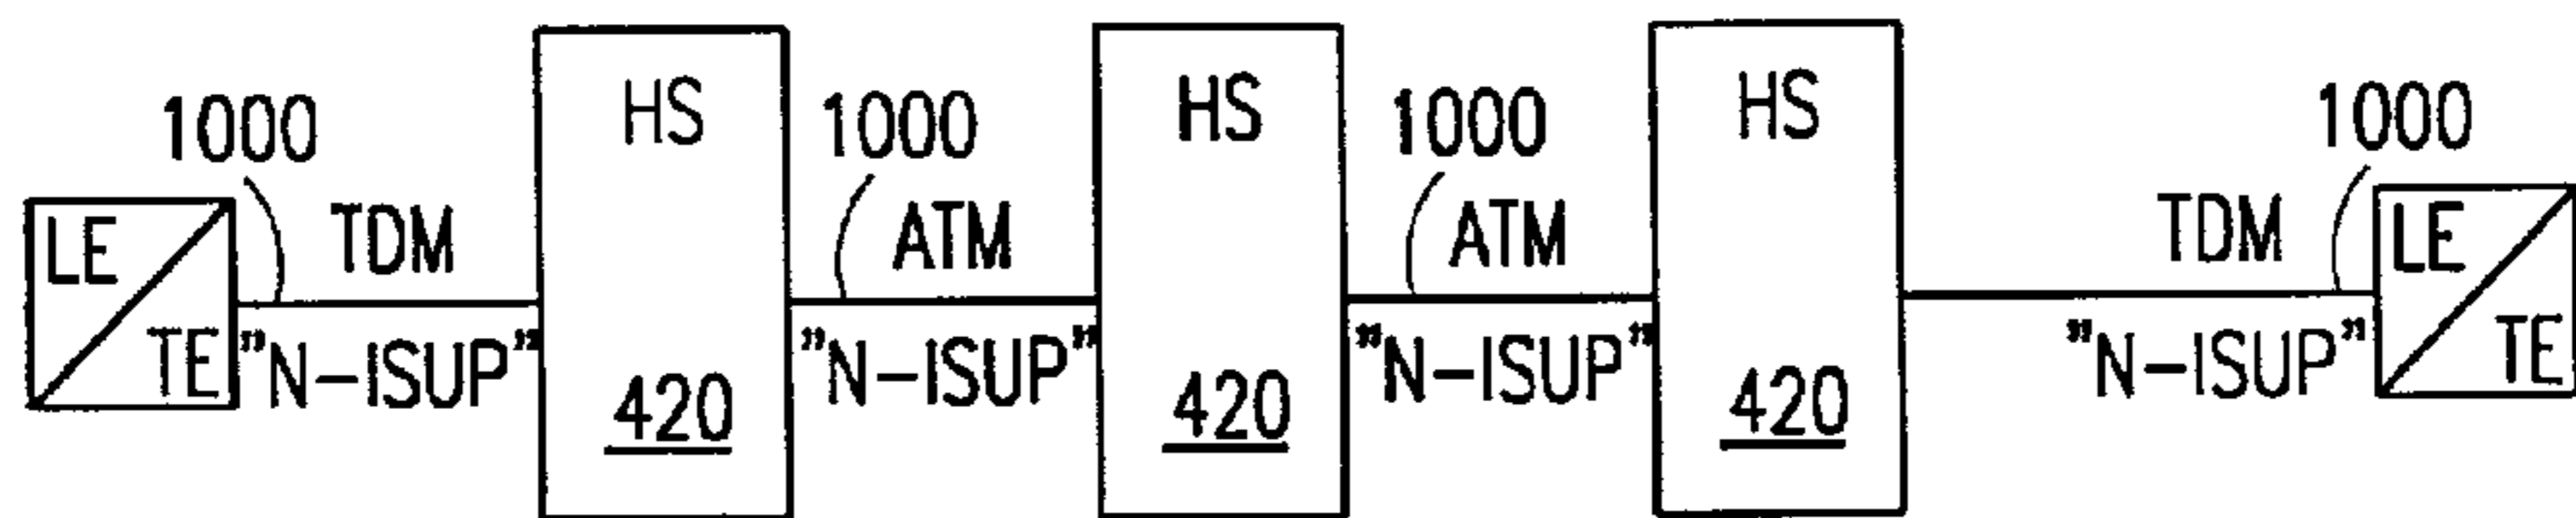 HS HS HS
1000 1000 1000 1000
LE TDM ATM ATM TDM LE
TE "N-ISUP" "N-ISUP" "N-ISUP" "N-ISUP" TE
420 420 420